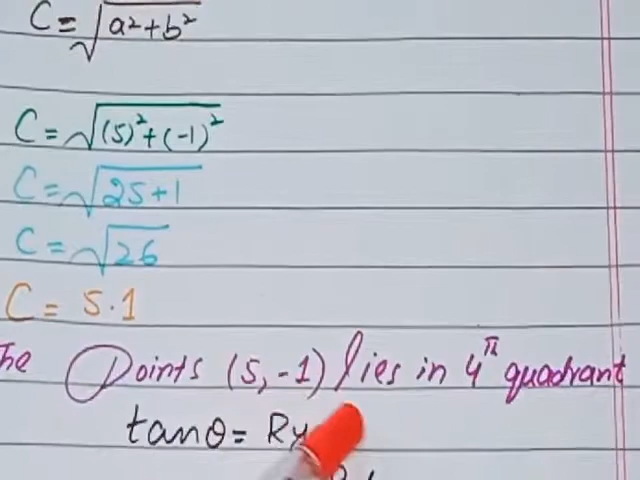 C = √a²+b²
C = √(5)²+(-1)²
C = √25+1
C = √26
C = 5.1
The Points (5,-1) lies in 4th quadrant
tanθ = Ry